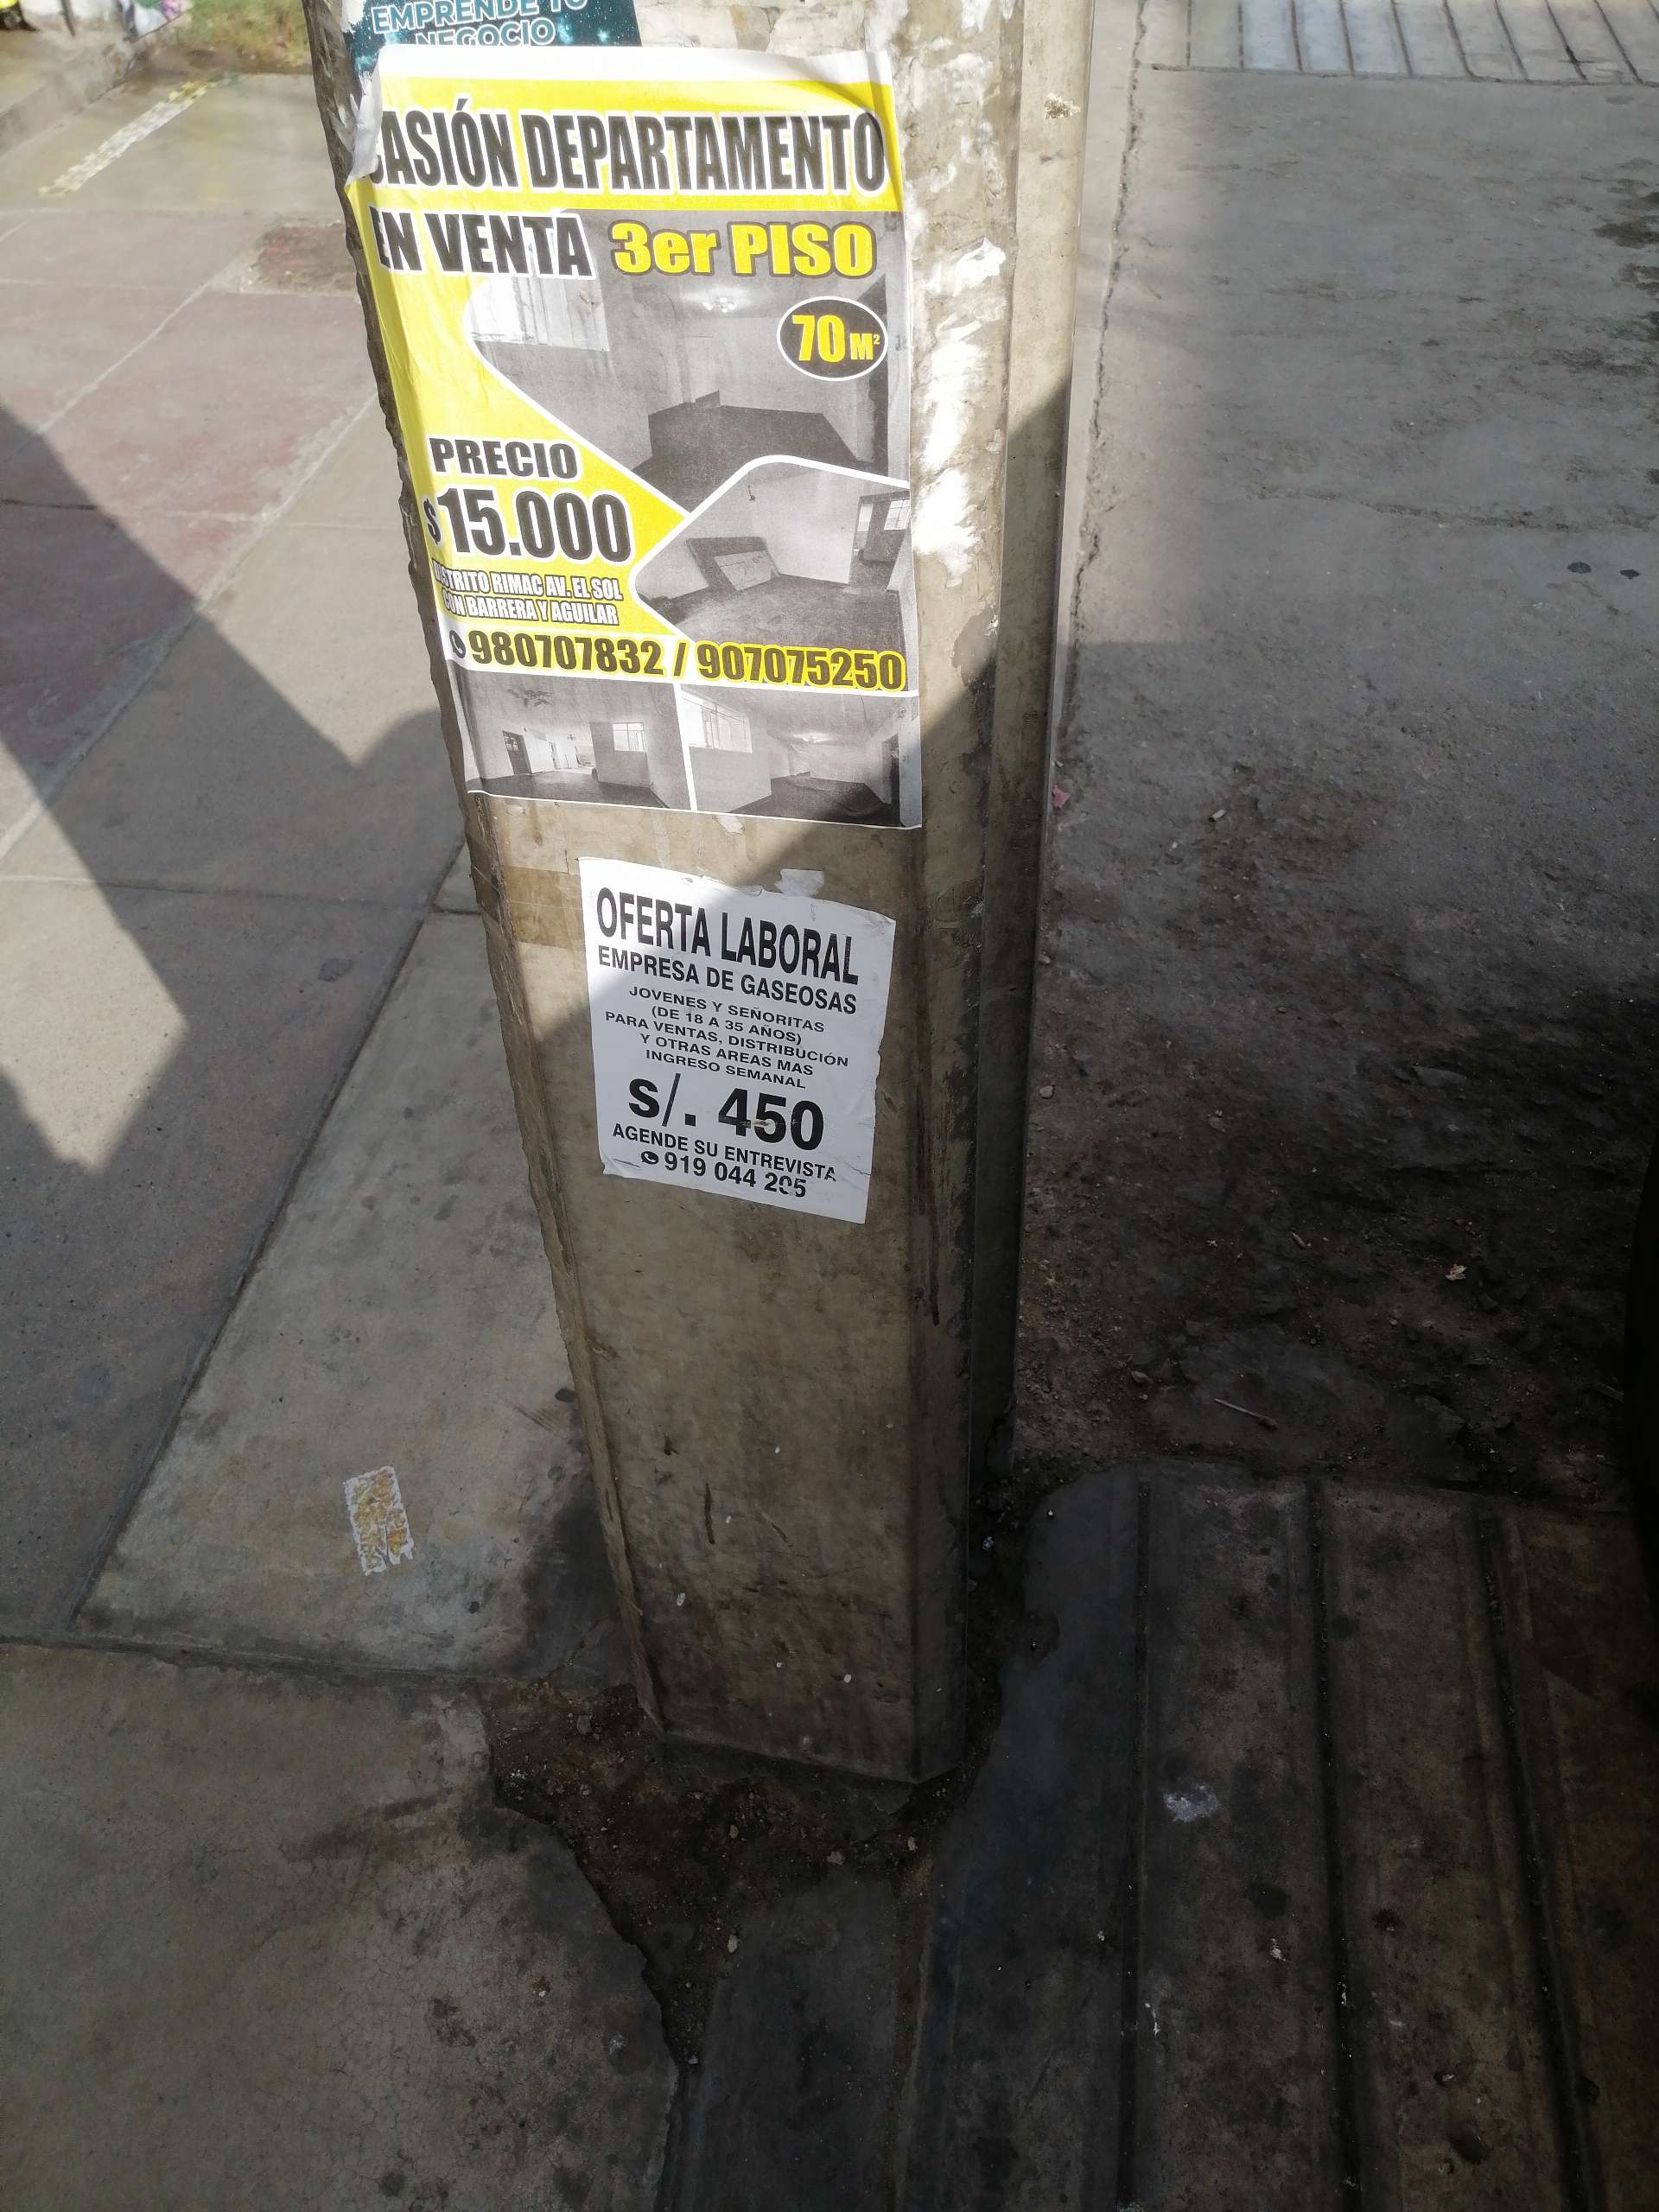 EMPRENDE TU
NEGOCIO
CASIÓN DEPARTAMENTO
EN VENTA 3er PISO
70 M²
PRECIO
$15.000
DISTRITO RIMAC AV. EL SOL
CON BARRERA Y AGUILAR
980707832 / 907075250
OFERTA LABORAL
EMPRESA DE GASEOSAS
JOVENES Y SEÑORITAS
(DE 18 A 35 AÑOS)
PARA VENTAS, DISTRIBUCIÓN
Y OTRAS AREAS MAS
INGRESO SEMANAL
S/. 450
AGENDE SU ENTREVISTA
919 044 205